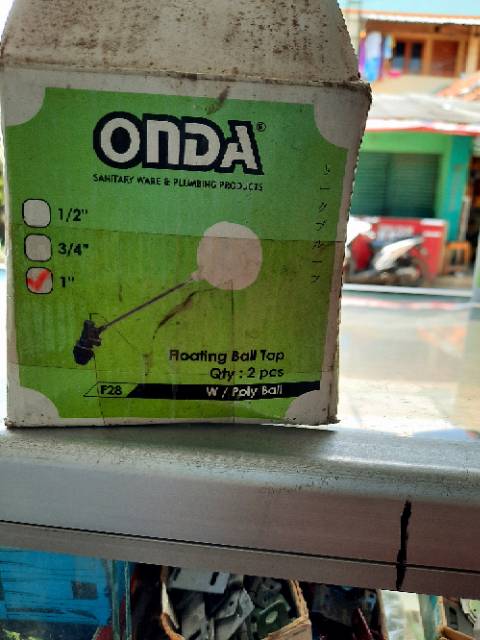 ONDA®
SANITARY WARE & PLUMBING PRODUCTS
1/2"
3/4"
1"
Floating Ball Tap
Qty : 2 pcs
F28
W / Poly Ball